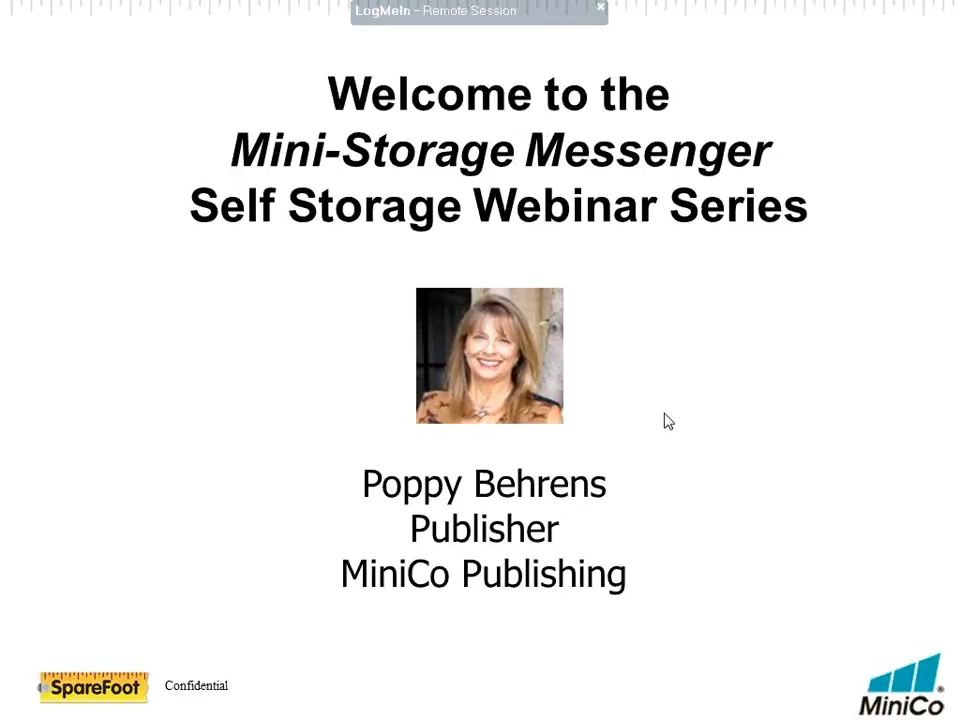 LogMeIn - Remote Session
Welcome to the
Mini-Storage Messenger
Self Storage Webinar Series
Poppy Behrens
Publisher
MiniCo Publishing
SpareFoot
Confidential
MiniCo®